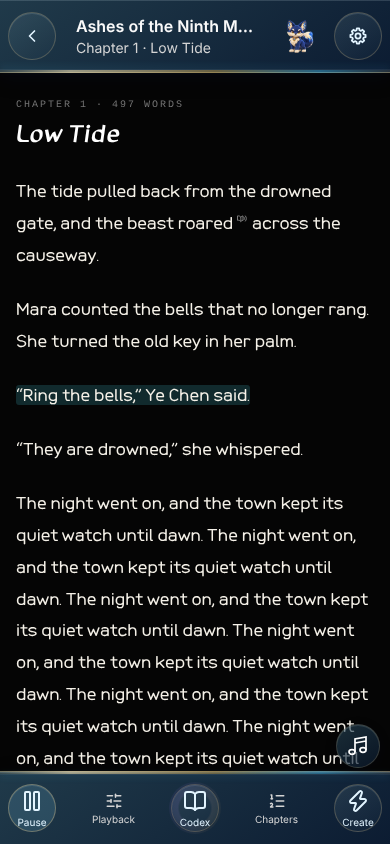 Ashes of the Ninth M...
Chapter 1 · Low Tide
CHAPTER 1 · 497 WORDS
Low Tide
The tide pulled back from the drowned
gate, and the beast roared across the
causeway.
Mara counted the bells that no longer rang.
She turned the old key in her palm.
“Ring the bells,“ Ye Chen said.
“They are drowned,” she whispered.
The night went on, and the town kept its
quiet watch until dawn. The night went on,
and the town kept its quiet watch until
dawn. The night went on, and the town kept
its quiet watch until dawn. The night went
on, and the town kept its quiet watch until
dawn. The night went on, and the town kept
its quiet watch until dawn. The night went
on, and the town kept its quiet watch until
Pause
Playback
Codex
Chapters
Create